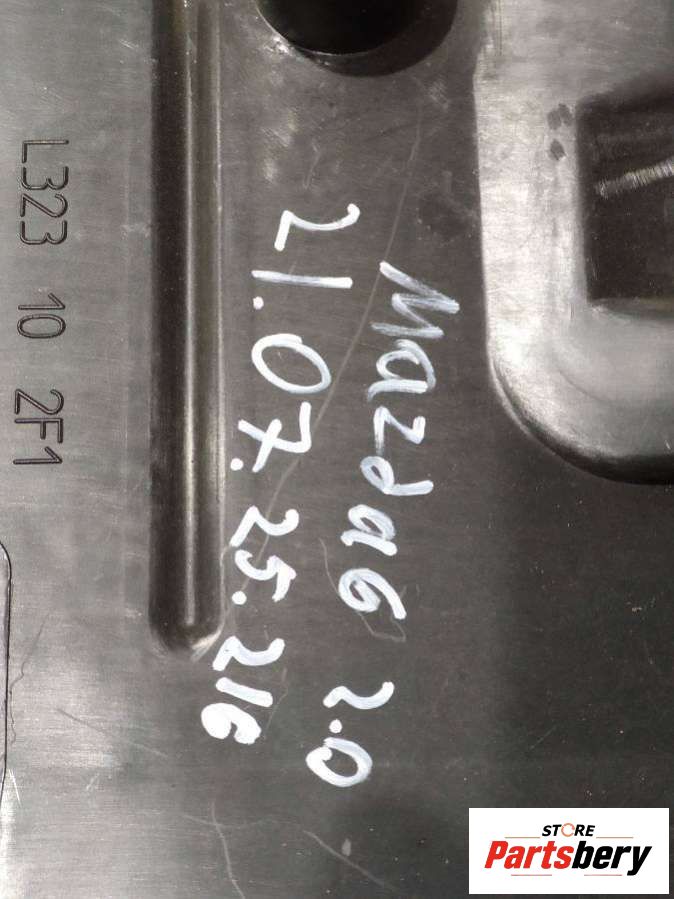 Mazda6 2.0
21.07.25.216
L323 10 2F1
STORE
Partsbery